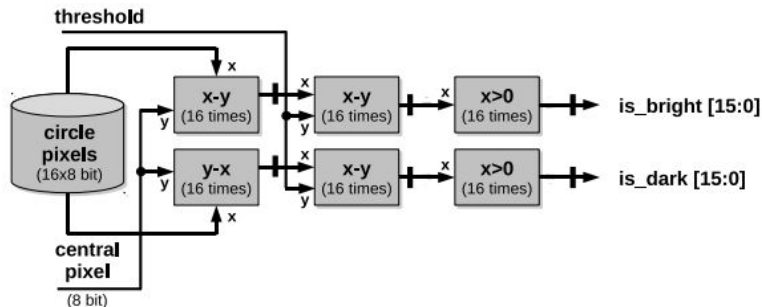 threshold
x
x-y
(16 times)
y
x
x-y
(16 times)
y
x
x>0
(16 times)
is_bright [15:0]
circle
pixels
(16x8 bit)
y-x
(16 times)
y
x
x
x-y
(16 times)
y
x
x>0
(16 times)
is_dark [15:0]
central
pixel
(8 bit)